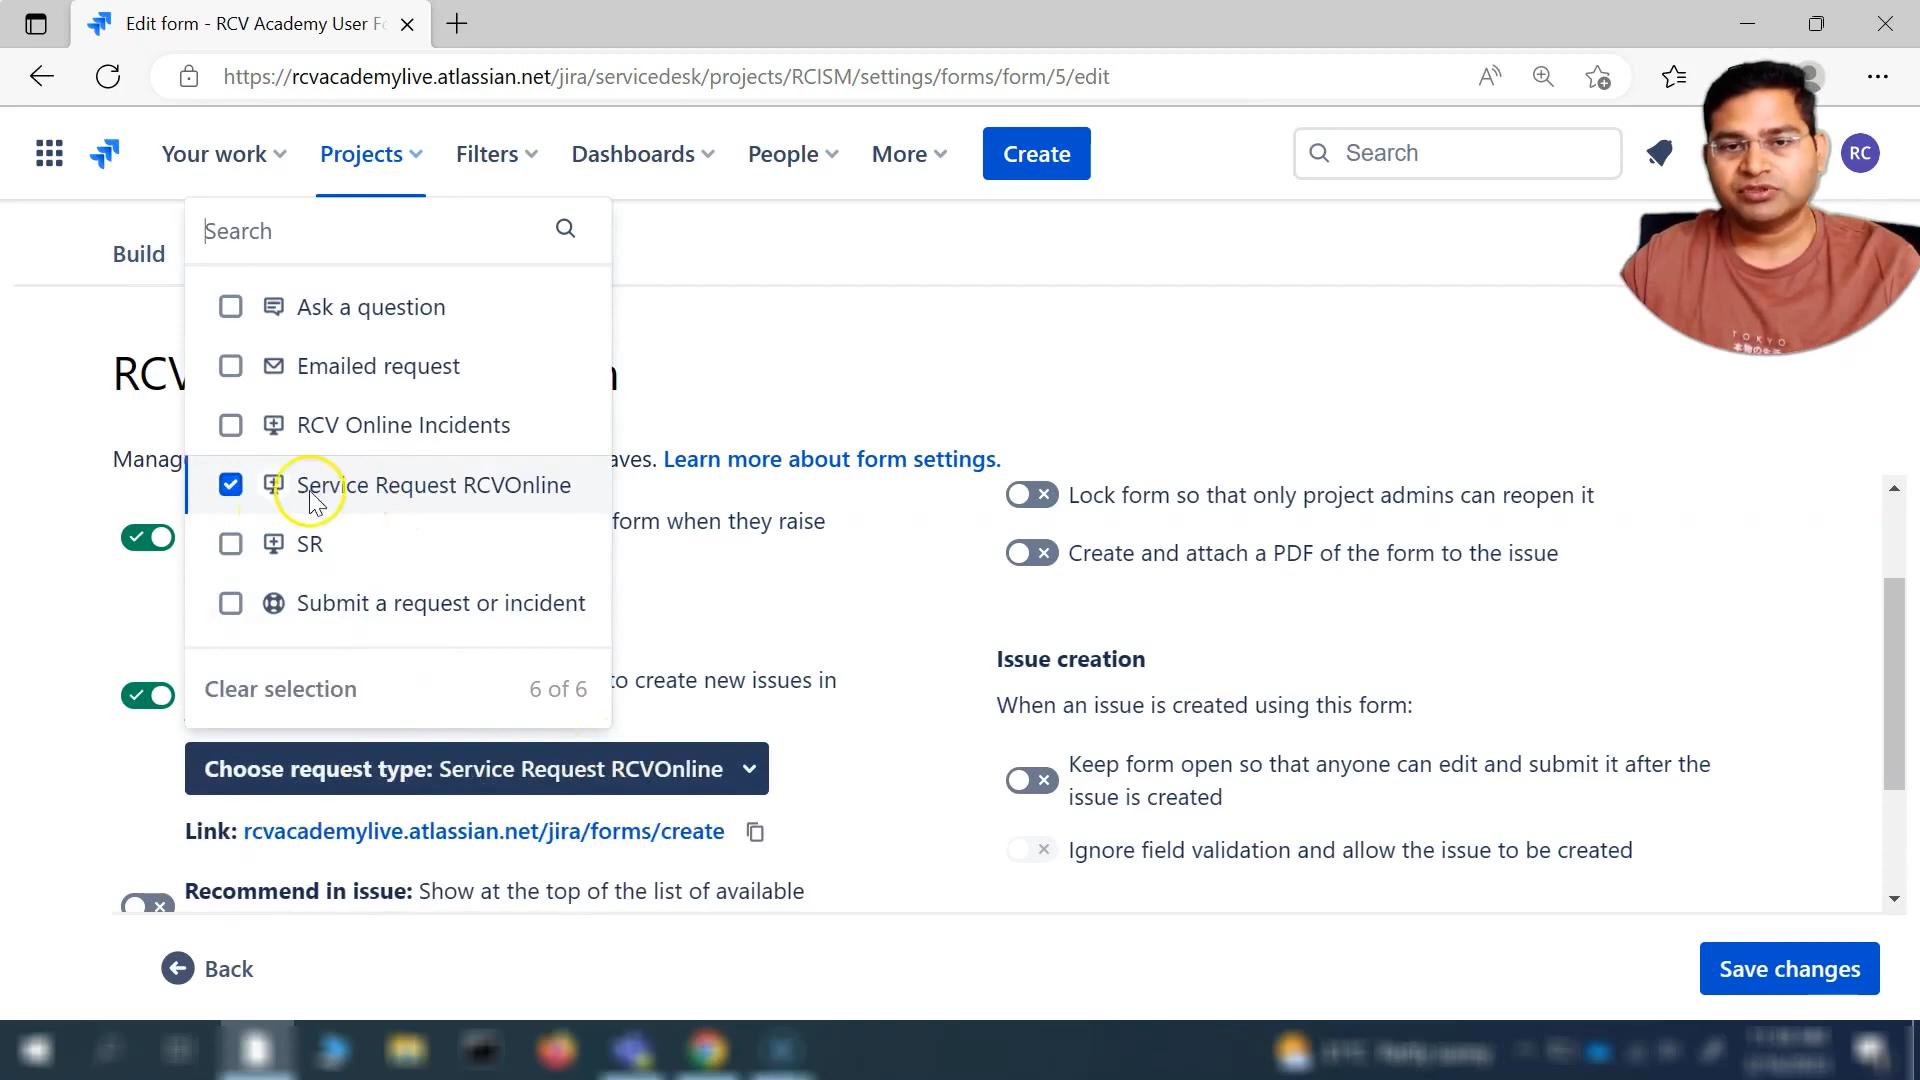 Edit form - RCV Academy User Fo
https://rcvacademylive.atlassian.net/jira/servicedesk/projects/RCISM/settings/forms/form/5/edit
Your work
Projects
Filters
Dashboards
People
More
Create
Search
RC
TOKYO
Build
Search
Ask a question
Emailed request
RCV Online Incidents
Service Request RCVOnline
SR
Submit a request or incident
Clear selection
6 of 6
RCV
Manag
aves. Learn more about form settings.
form when they raise
to create new issues in
Choose request type: Service Request RCVOnline
Link: rcvacademylive.atlassian.net/jira/forms/create
Recommend in issue: Show at the top of the list of available
Lock form so that only project admins can reopen it
Create and attach a PDF of the form to the issue
Issue creation
When an issue is created using this form:
Keep form open so that anyone can edit and submit it after the
issue is created
Ignore field validation and allow the issue to be created
Back
Save changes